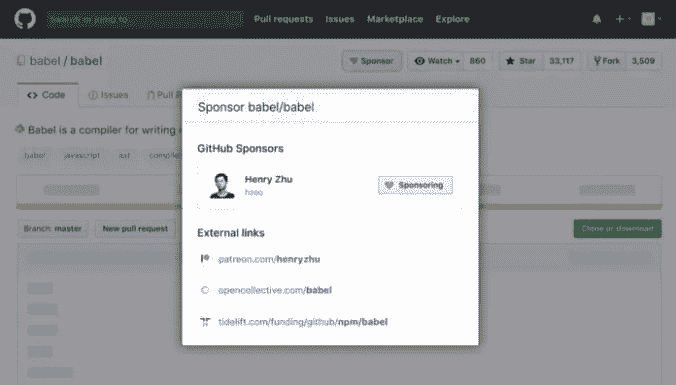 Search or jump to...
Pull requests Issues Marketplace Explore
babel / babel
Sponsor Watch 860 Star 33,117 Fork 3,509
Code Issues Pull R
Babel is a compiler for writing
babel javascript ast compile
Branch: master New pull request Clone or download
Sponsor babel/babel
GitHub Sponsors
Henry Zhu
hzoo
Sponsoring
External links
patreon.com/henryzhu
opencollective.com/babel
tidelift.com/funding/github/npm/babel